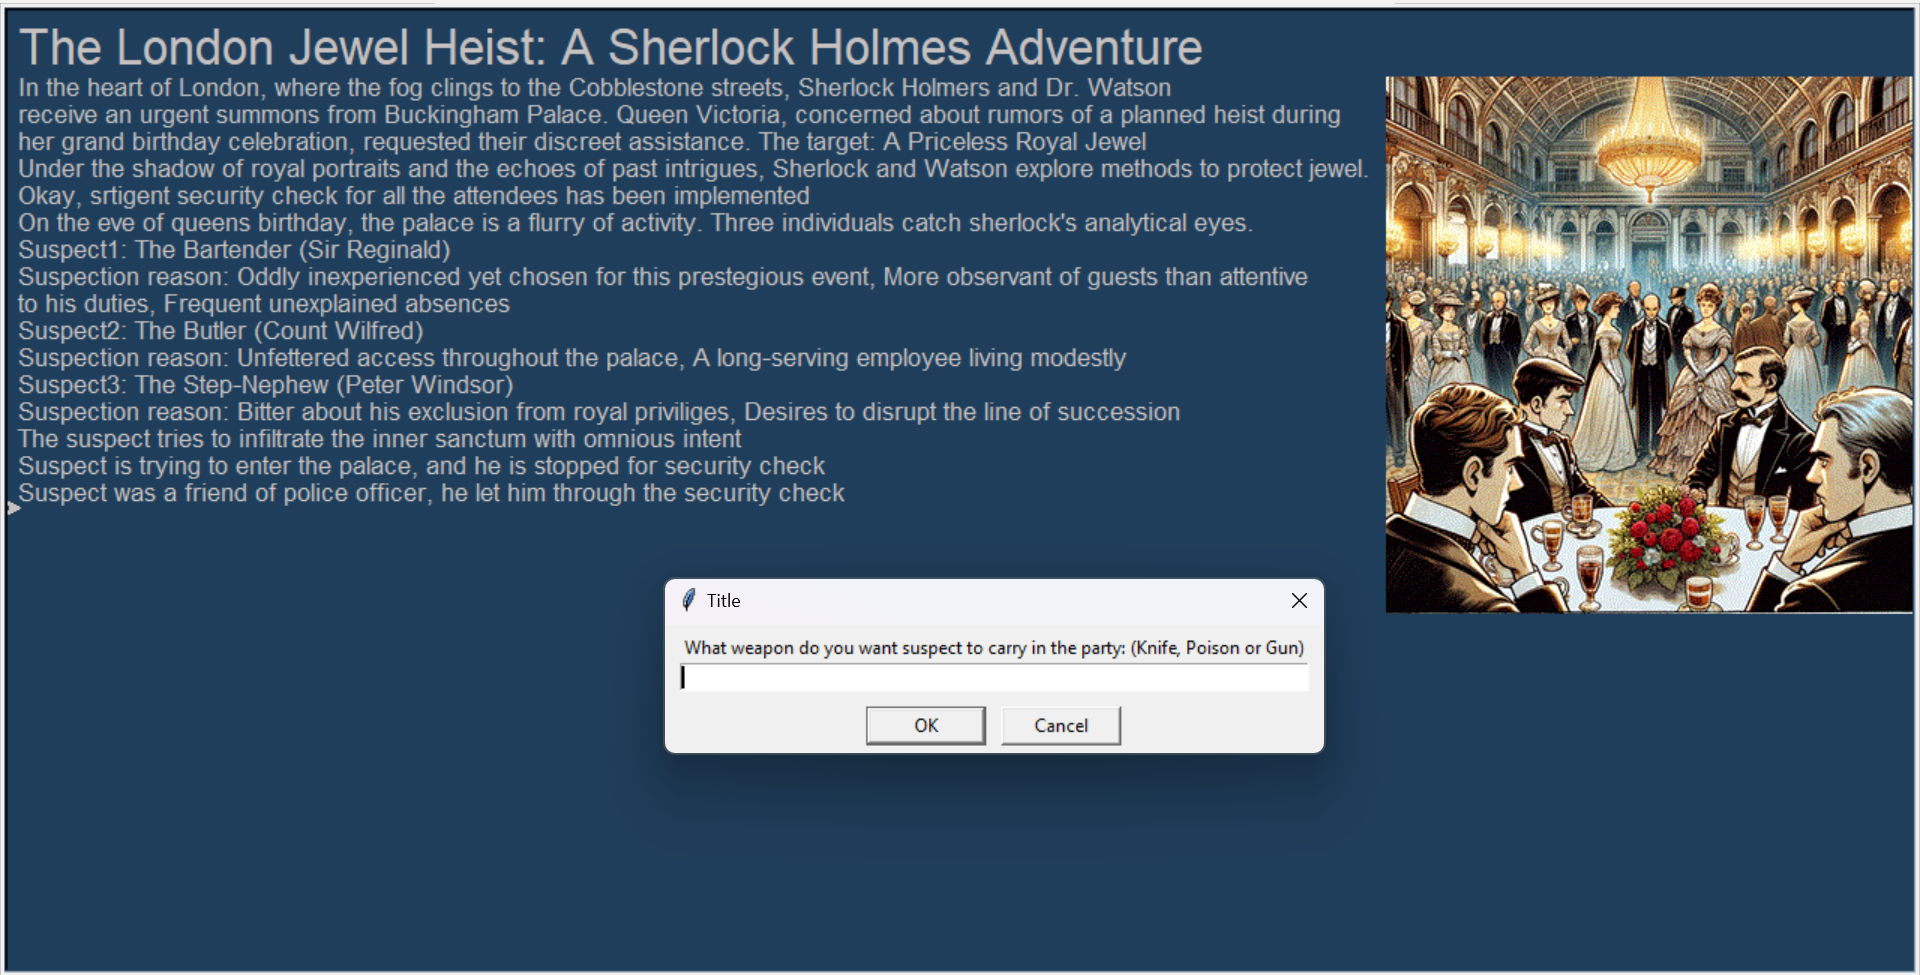 The London Jewel Heist: A Sherlock Holmes Adventure
In the heart of London, where the fog clings to the Cobblestone streets, Sherlock Holmers and Dr. Watson
receive an urgent summons from Buckingham Palace. Queen Victoria, concerned about rumors of a planned heist during
her grand birthday celebration, requested their discreet assistance. The target: A Priceless Royal Jewel
Under the shadow of royal portraits and the echoes of past intrigues, Sherlock and Watson explore methods to protect jewel.
Okay, srtigent security check for all the attendees has been implemented
On the eve of queens birthday, the palace is a flurry of activity. Three individuals catch sherlock's analytical eyes.
Suspect1: The Bartender (Sir Reginald)
Suspection reason: Oddly inexperienced yet chosen for this prestegious event, More observant of guests than attentive
to his duties, Frequent unexplained absences
Suspect2: The Butler (Count Wilfred)
Suspection reason: Unfettered access throughout the palace, A long-serving employee living modestly
Suspect3: The Step-Nephew (Peter Windsor)
Suspection reason: Bitter about his exclusion from royal priviliges, Desires to disrupt the line of succession
The suspect tries to infiltrate the inner sanctum with omnious intent
Suspect is trying to enter the palace, and he is stopped for security check
Suspect was a friend of police officer, he let him through the security check
Title
What weapon do you want suspect to carry in the party: (Knife, Poison or Gun)
OK
Cancel